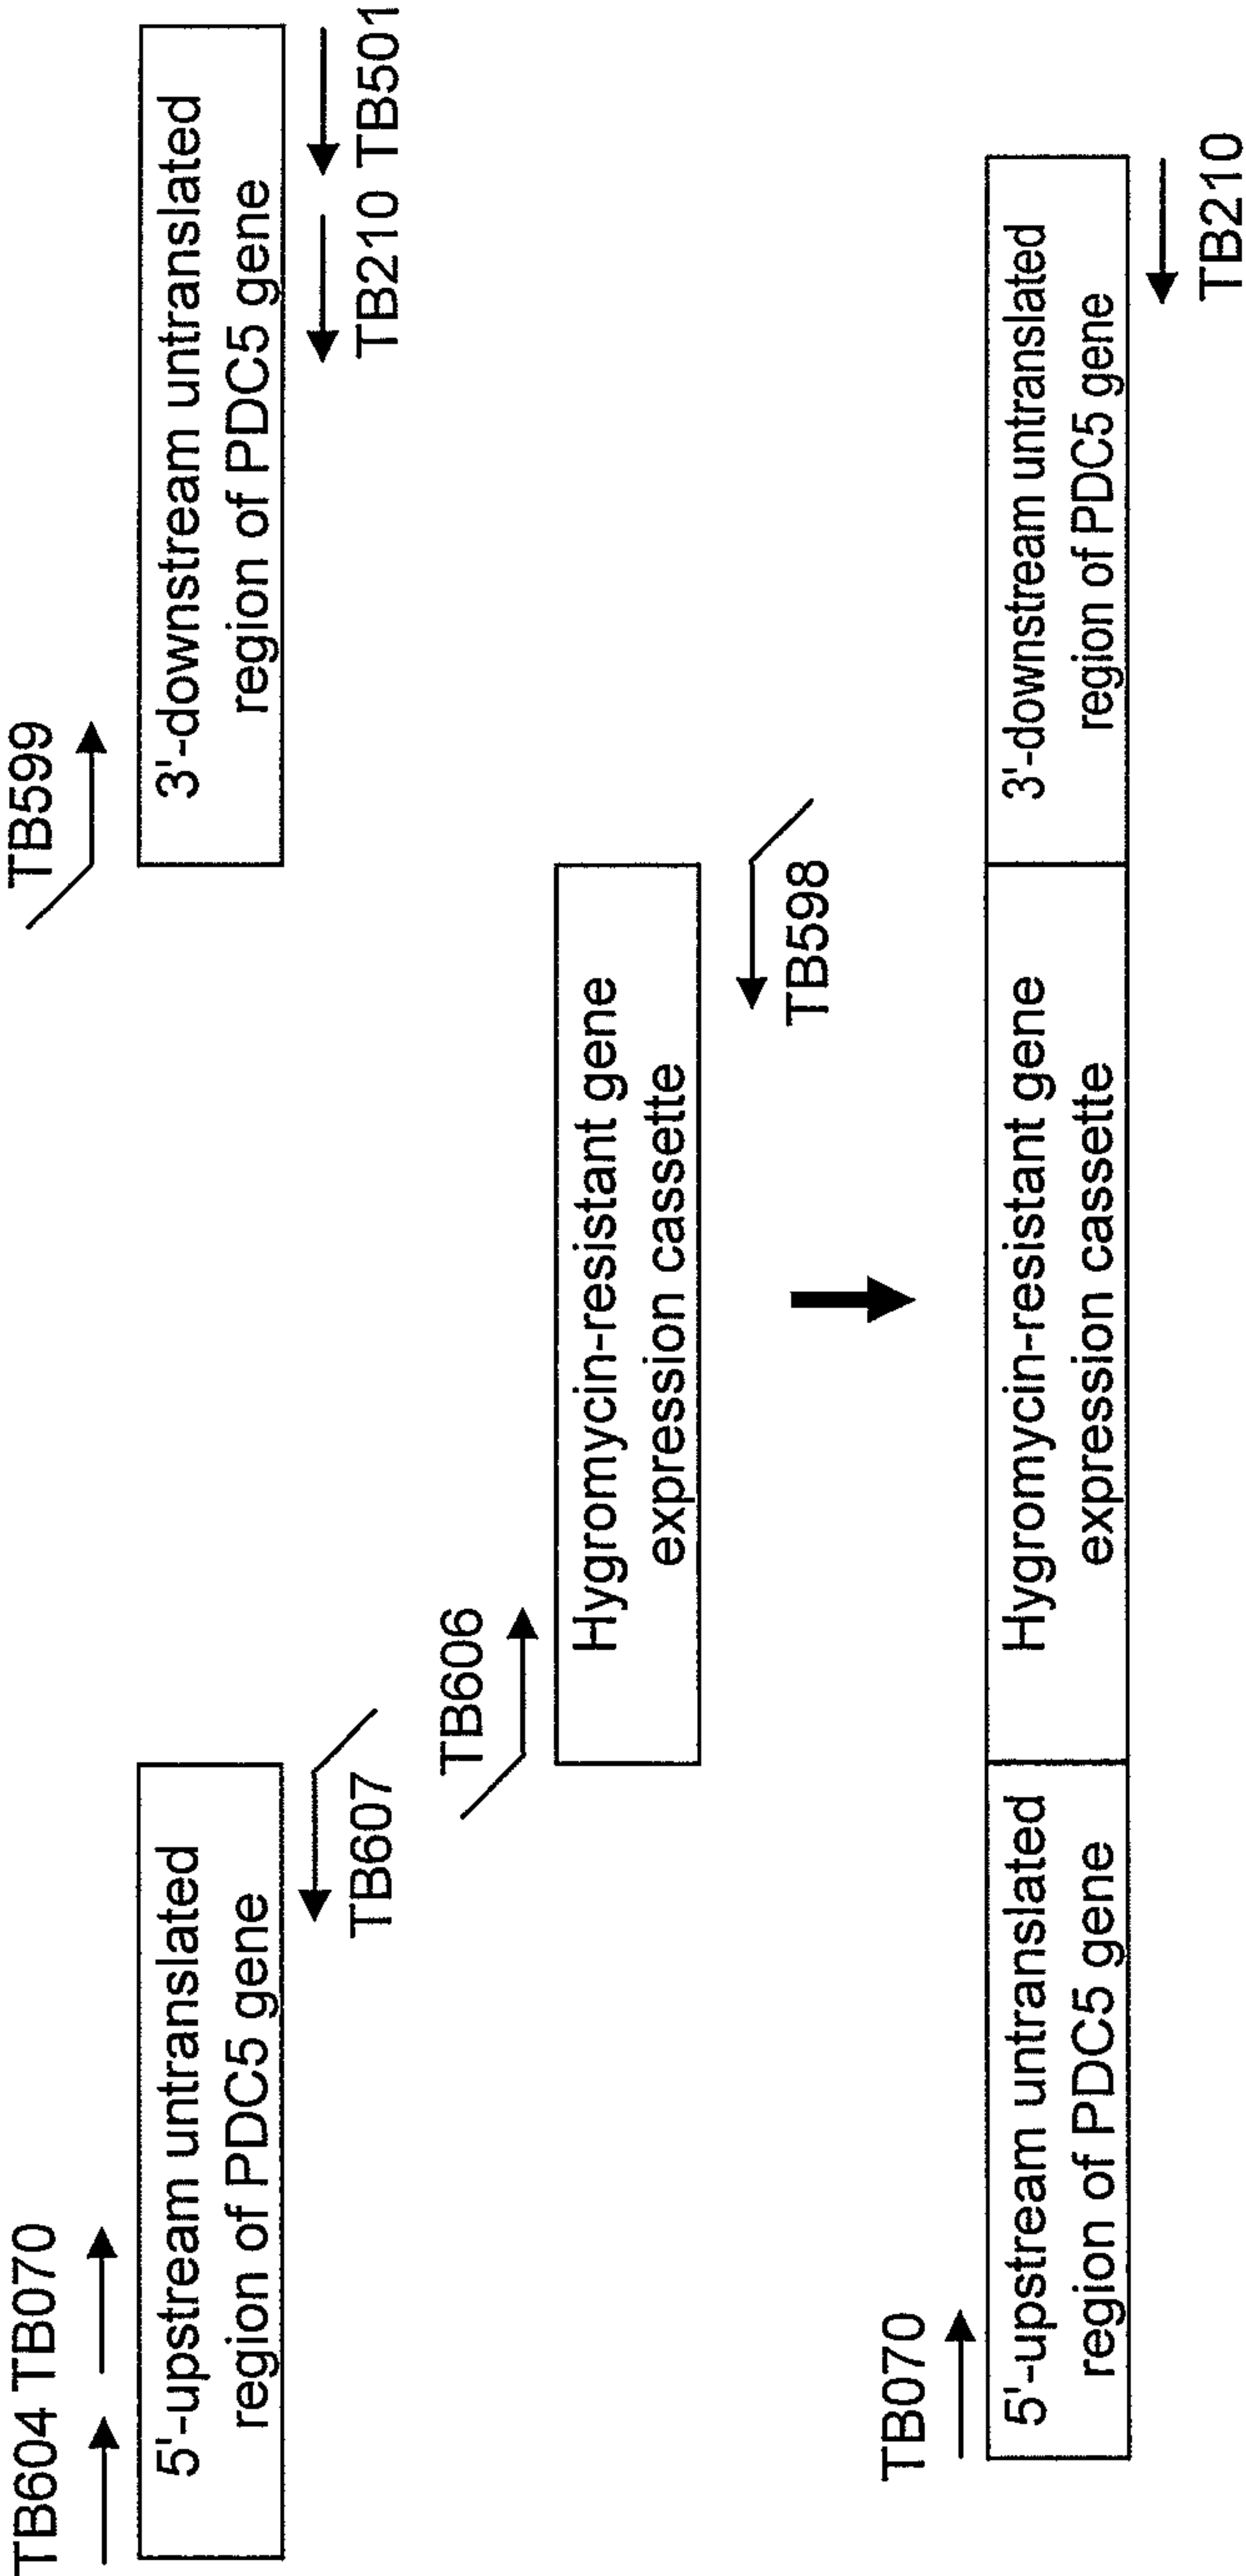 TB604 TB070
5'-upstream untranslated
region of PDC5 gene
TB607
TB599
3'-downstream untranslated
region of PDC5 gene
TB210 TB501
TB606
Hygromycin-resistant gene
expression cassette
TB598
TB070
5'-upstream untranslated
region of PDC5 gene
Hygromycin-resistant gene
expression cassette
3'-downstream untranslated
region of PDC5 gene
TB210